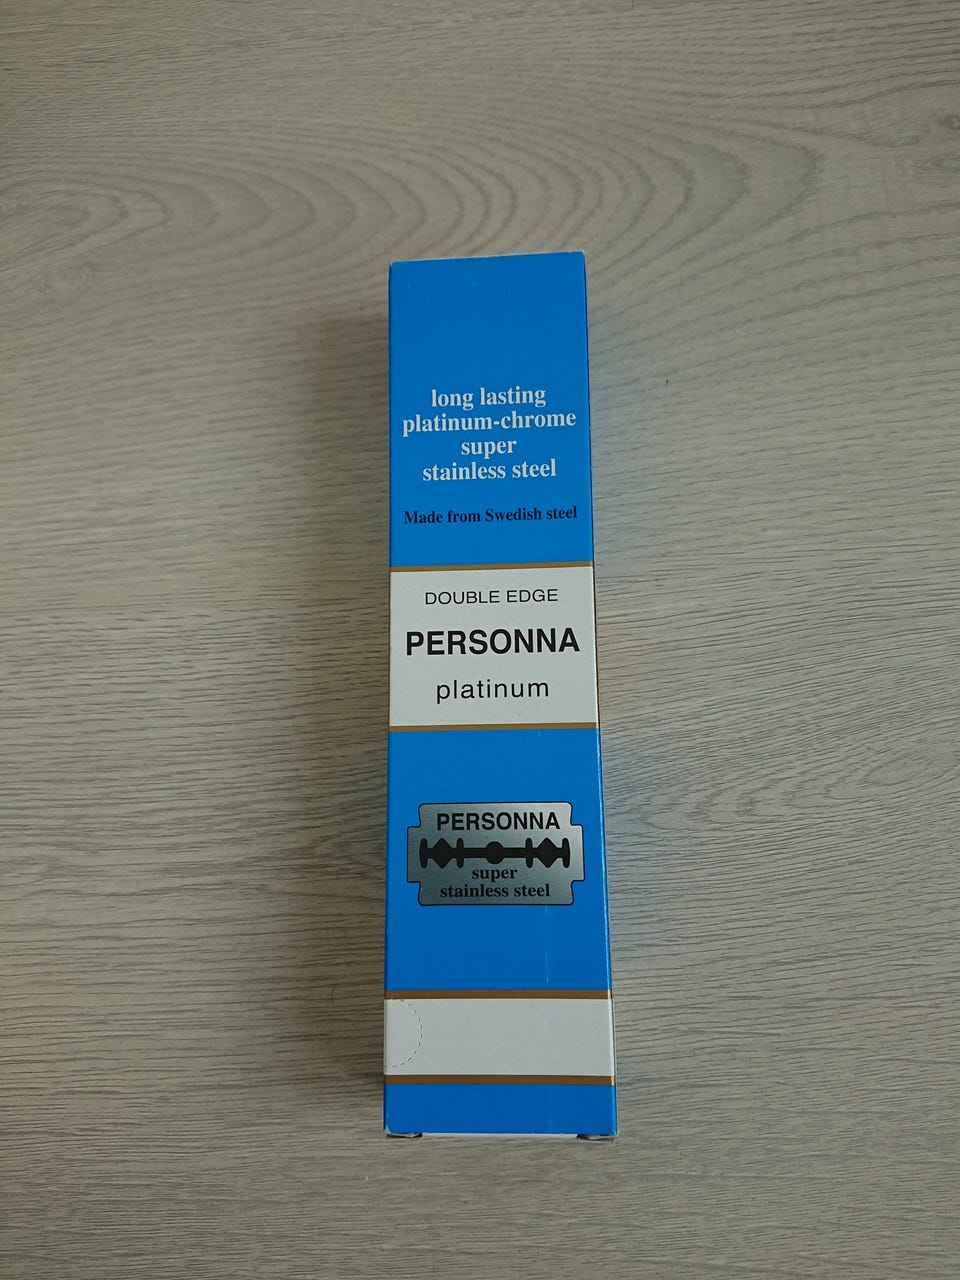 long lasting
platinum-chrome
super
stainless steel
Made from Swedish steel
DOUBLE EDGE
PERSONNA
platinum
PERSONNA
super
stainless steel